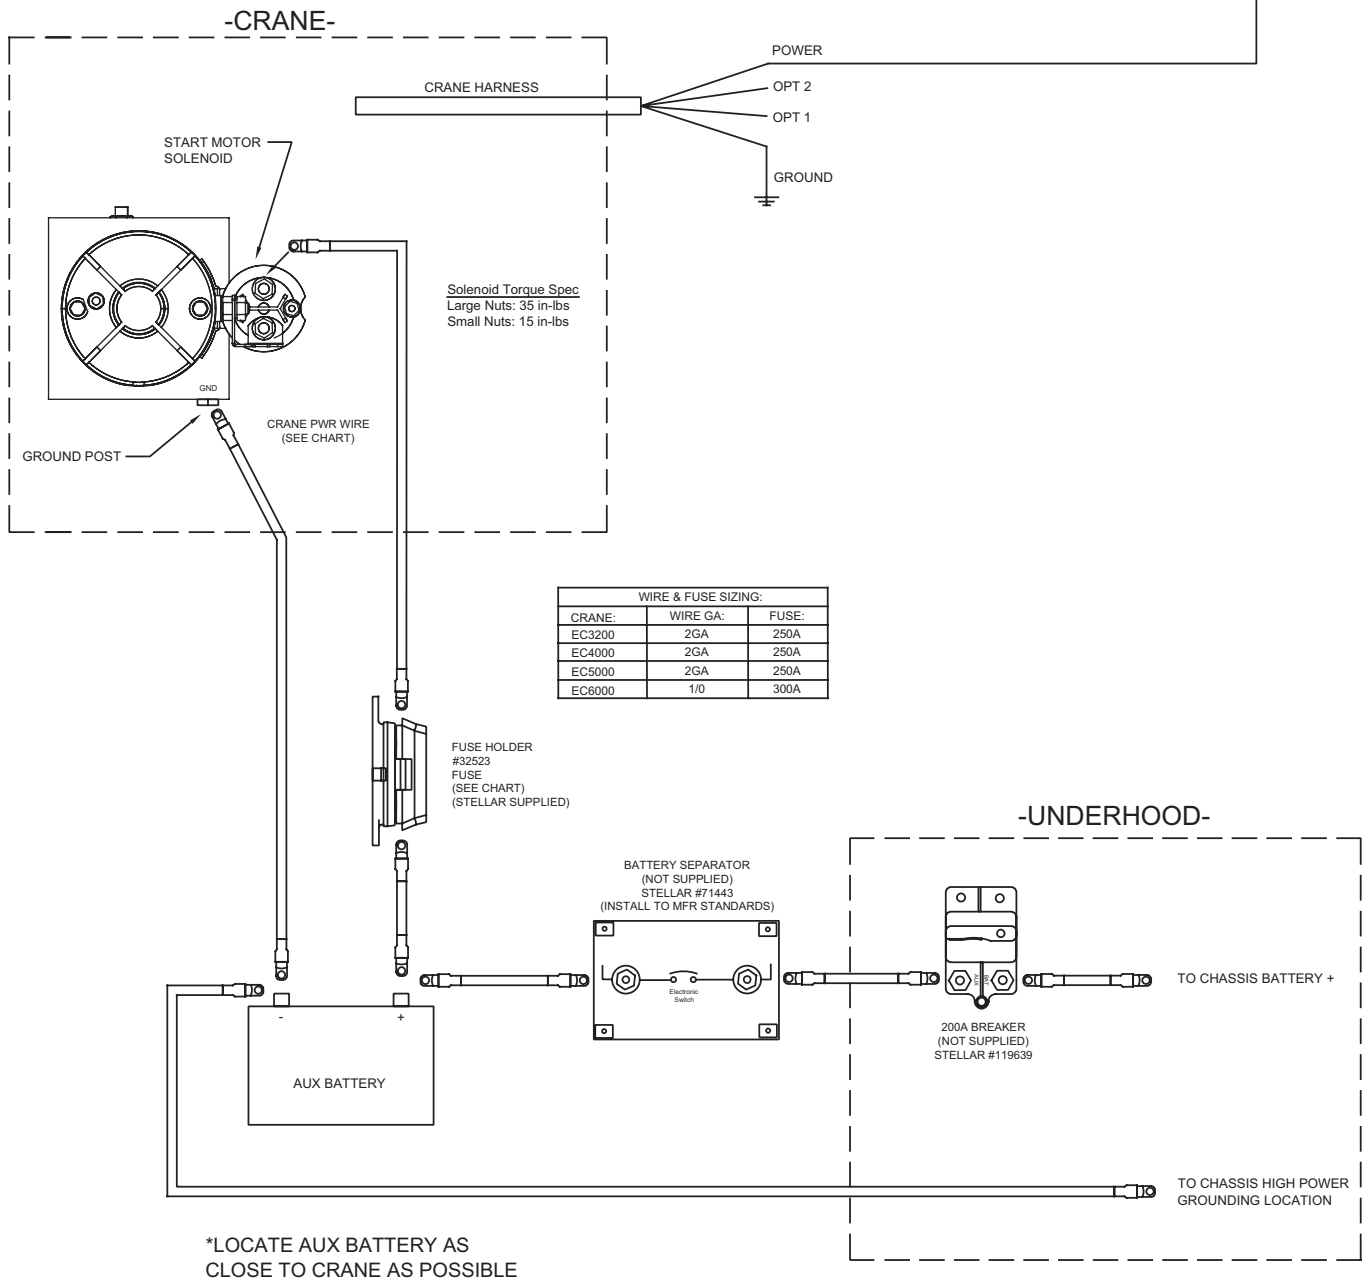 -CRANE-
POWER
CRANE HARNESS
OPT 2
OPT 1
GROUND
START MOTOR
SOLENOID
Solenoid Torque Spec
Large Nuts: 35 in-lbs
Small Nuts: 15 in-lbs
GND
CRANE PWR WIRE
(SEE CHART)
GROUND POST
WIRE & FUSE SIZING:
CRANE: WIRE GA: FUSE:
EC3200 2GA 250A
EC4000 2GA 250A
EC5000 2GA 250A
EC6000 1/0 300A
FUSE HOLDER
#32523
FUSE
(SEE CHART)
(STELLAR SUPPLIED)
-UNDERHOOD-
BATTERY SEPARATOR
(NOT SUPPLIED)
STELLAR #71443
(INSTALL TO MFR STANDARDS)
Electronic
Switch
AUX
BAT
TO CHASSIS BATTERY +
200A BREAKER
(NOT SUPPLIED)
STELLAR #119639
- +
AUX BATTERY
TO CHASSIS HIGH POWER
GROUNDING LOCATION
*LOCATE AUX BATTERY AS
CLOSE TO CRANE AS POSSIBLE